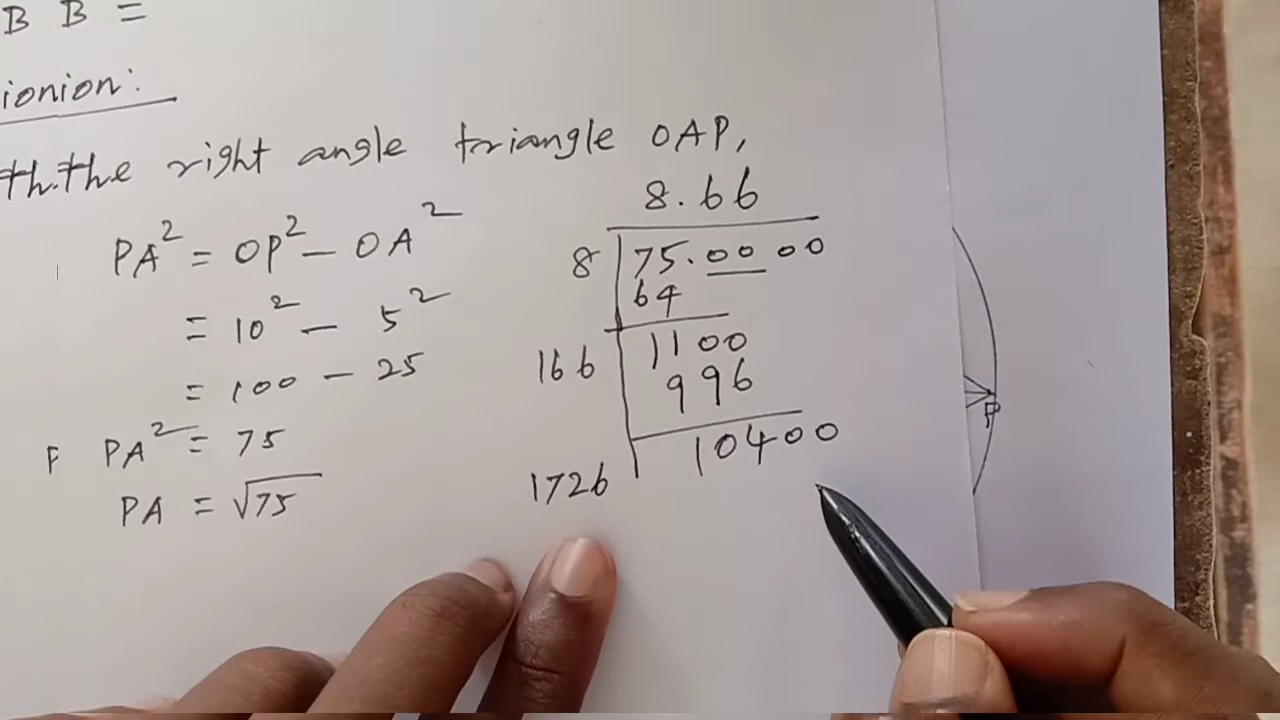 B B =
ionion:
th.the right angle triangle OAP,
PA² = OP² - OA²
= 10² - 5²
= 100 - 25
F PA² = 75
PA = √75
8.66
8 75.00 00
64
166 1100
996
1726 10400
P